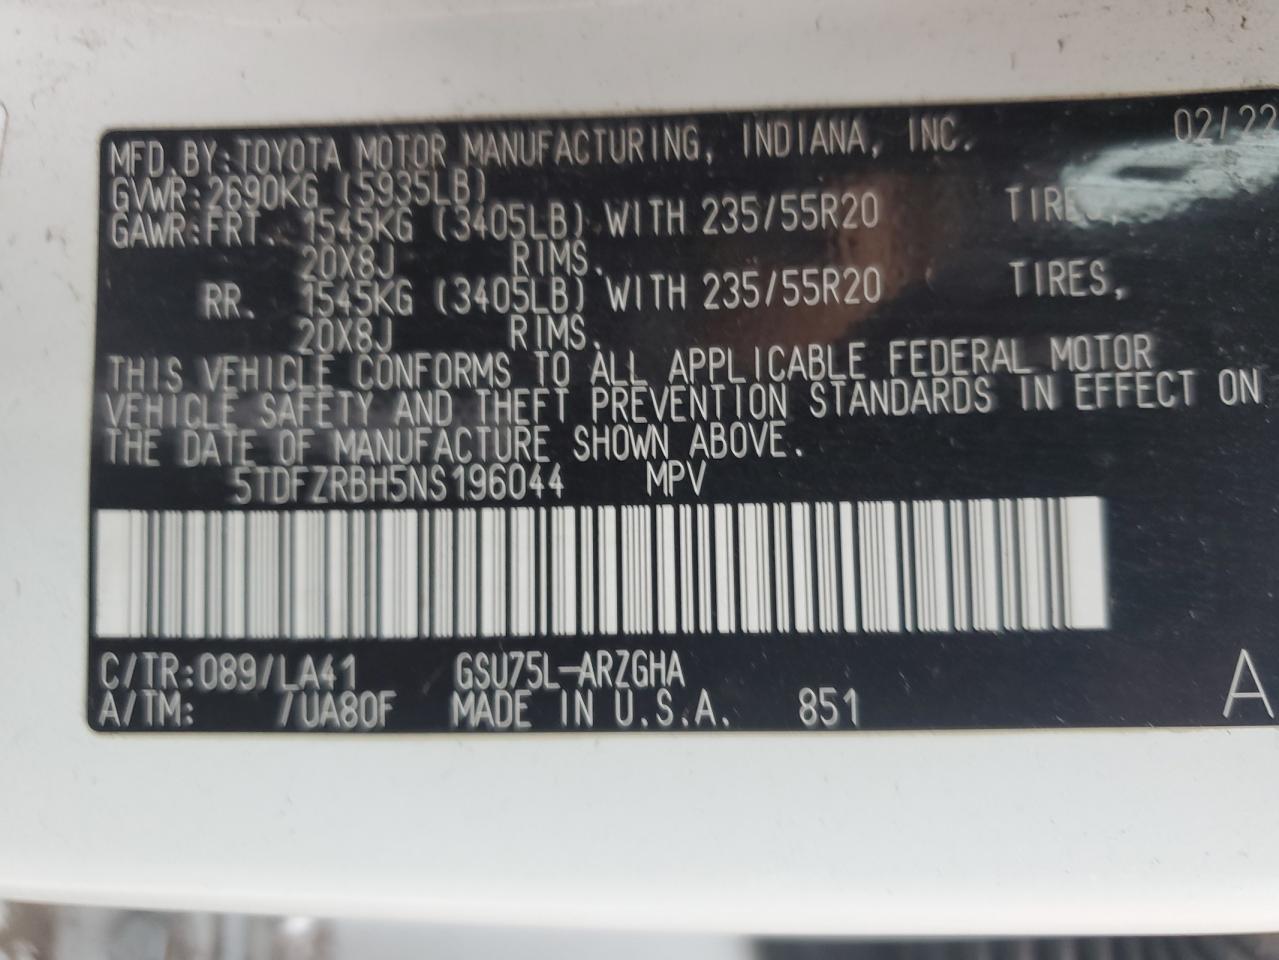 MFD.BY:TOYOTA MOTOR MANUFACTURING, INDIANA, INC. 02/22
GVWR:2690KG (5935LB)
GAWR:FRT. 1545KG (3405LB) WITH 235/55R20 TIRES,
20X8J RIMS.
RR. 1545KG (3405LB) WITH 235/55R20 TIRES,
20X8J RIMS.
THIS VEHICLE CONFORMS TO ALL APPLICABLE FEDERAL MOTOR
VEHICLE SAFETY AND THEFT PREVENTION STANDARDS IN EFFECT ON
THE DATE OF MANUFACTURE SHOWN ABOVE.
5TDFZRBH5NS196044 MPV
C/TR:089/LA41 GSU75L-ARZGHA
A/TM: /UA80F MADE IN U.S.A. 851 A